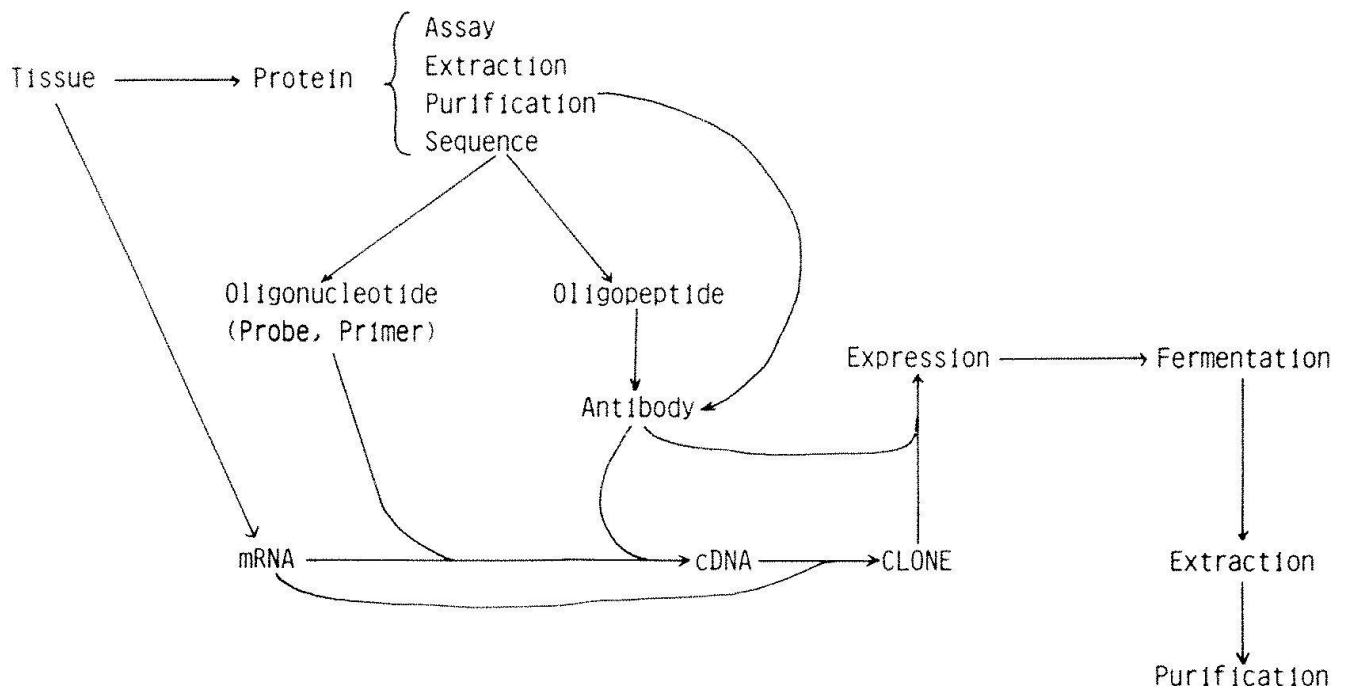 Assay
Tissue
Protein
Extraction
Purification
Sequence
Oligonucleotide
(Probe, Primer)
Oligopeptide
Expression
Fermentation
Antibody
mRNA
cDNA
CLONE
Extraction
Purification